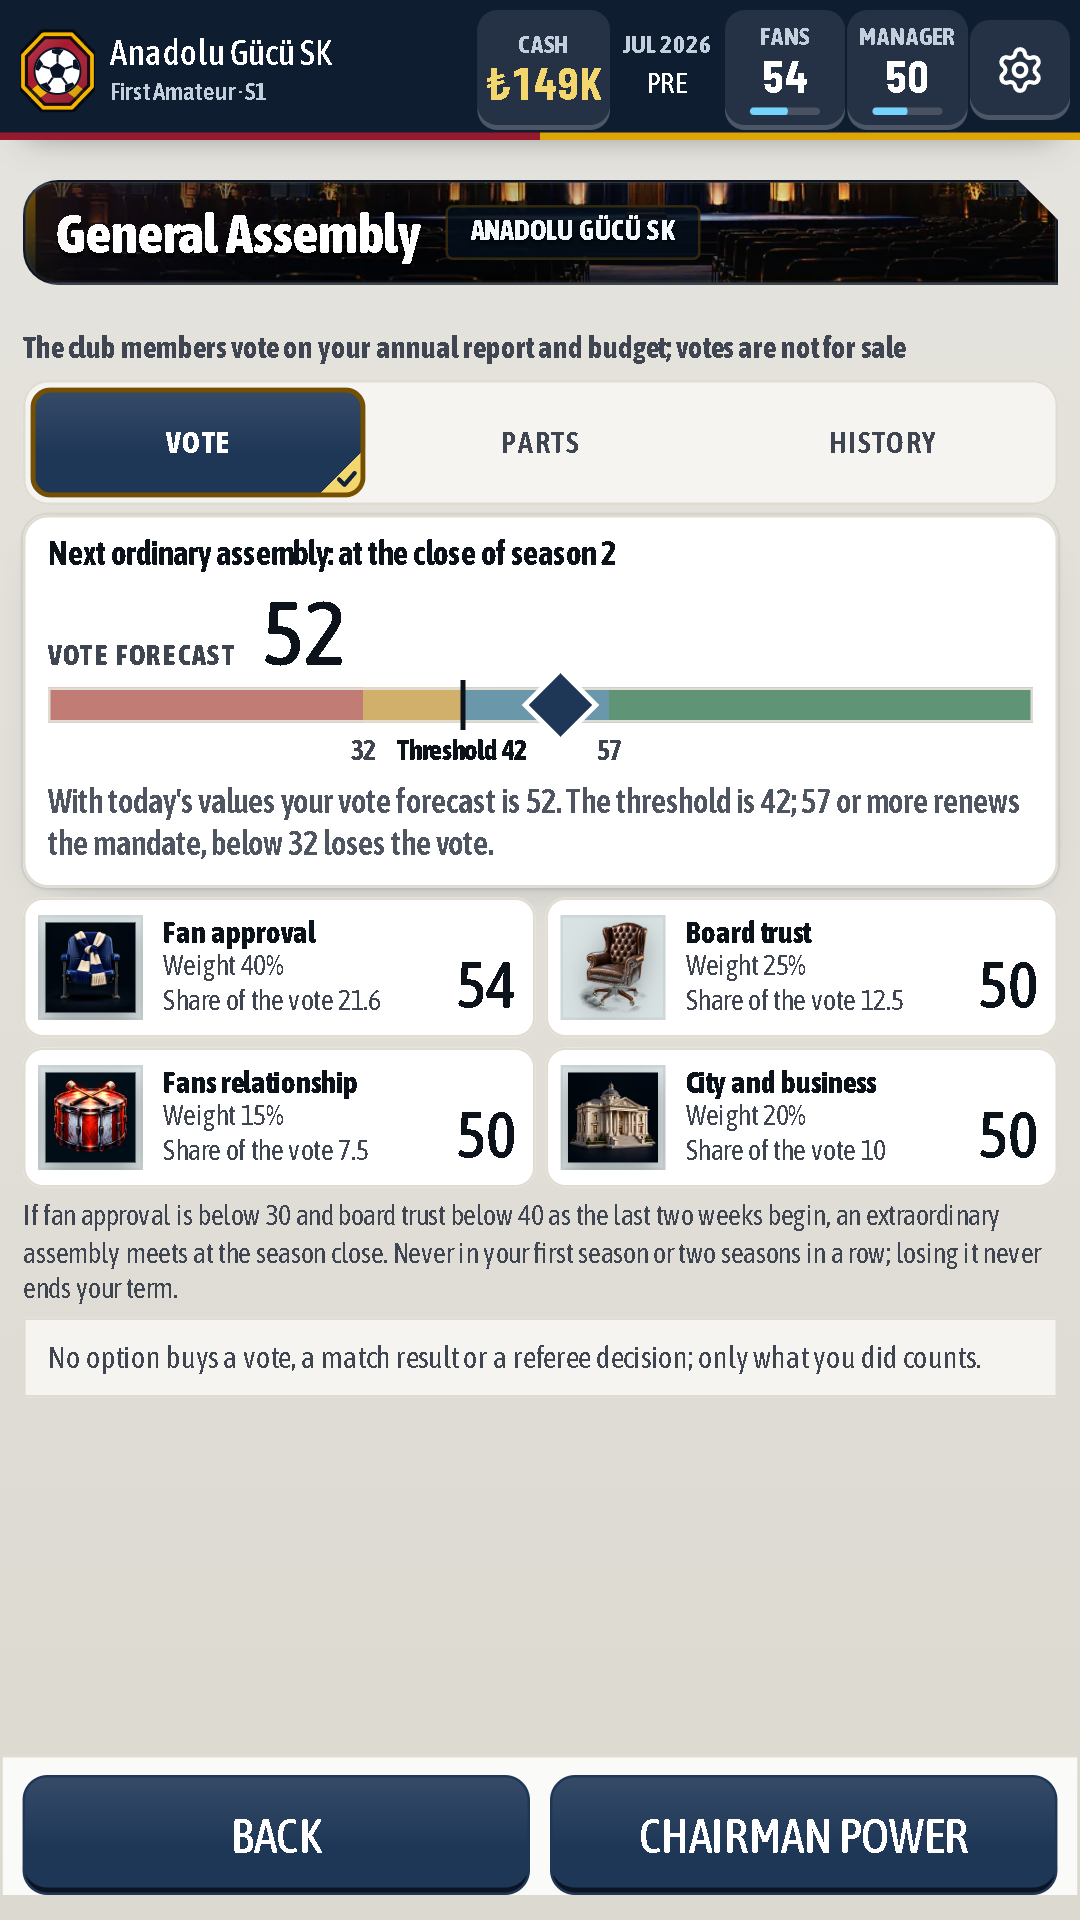 Anadolu Gücü SK
First Amateur · S1
CASH
₺149K
JUL 2026
PRE
FANS
54
MANAGER
50
General Assembly
ANADOLU GÜCÜ SK
The club members vote on your annual report and budget; votes are not for sale
VOTE
PARTS
HISTORY
Next ordinary assembly: at the close of season 2
VOTE FORECAST 52
32 Threshold 42 57
With today's values your vote forecast is 52. The threshold is 42; 57 or more renews
the mandate, below 32 loses the vote.
Fan approval
Weight 40%
Share of the vote 21.6
54
Board trust
Weight 25%
Share of the vote 12.5
50
Fans relationship
Weight 15%
Share of the vote 7.5
50
City and business
Weight 20%
Share of the vote 10
50
If fan approval is below 30 and board trust below 40 as the last two weeks begin, an extraordinary
assembly meets at the season close. Never in your first season or two seasons in a row; losing it never
ends your term.
No option buys a vote, a match result or a referee decision; only what you did counts.
BACK
CHAIRMAN POWER